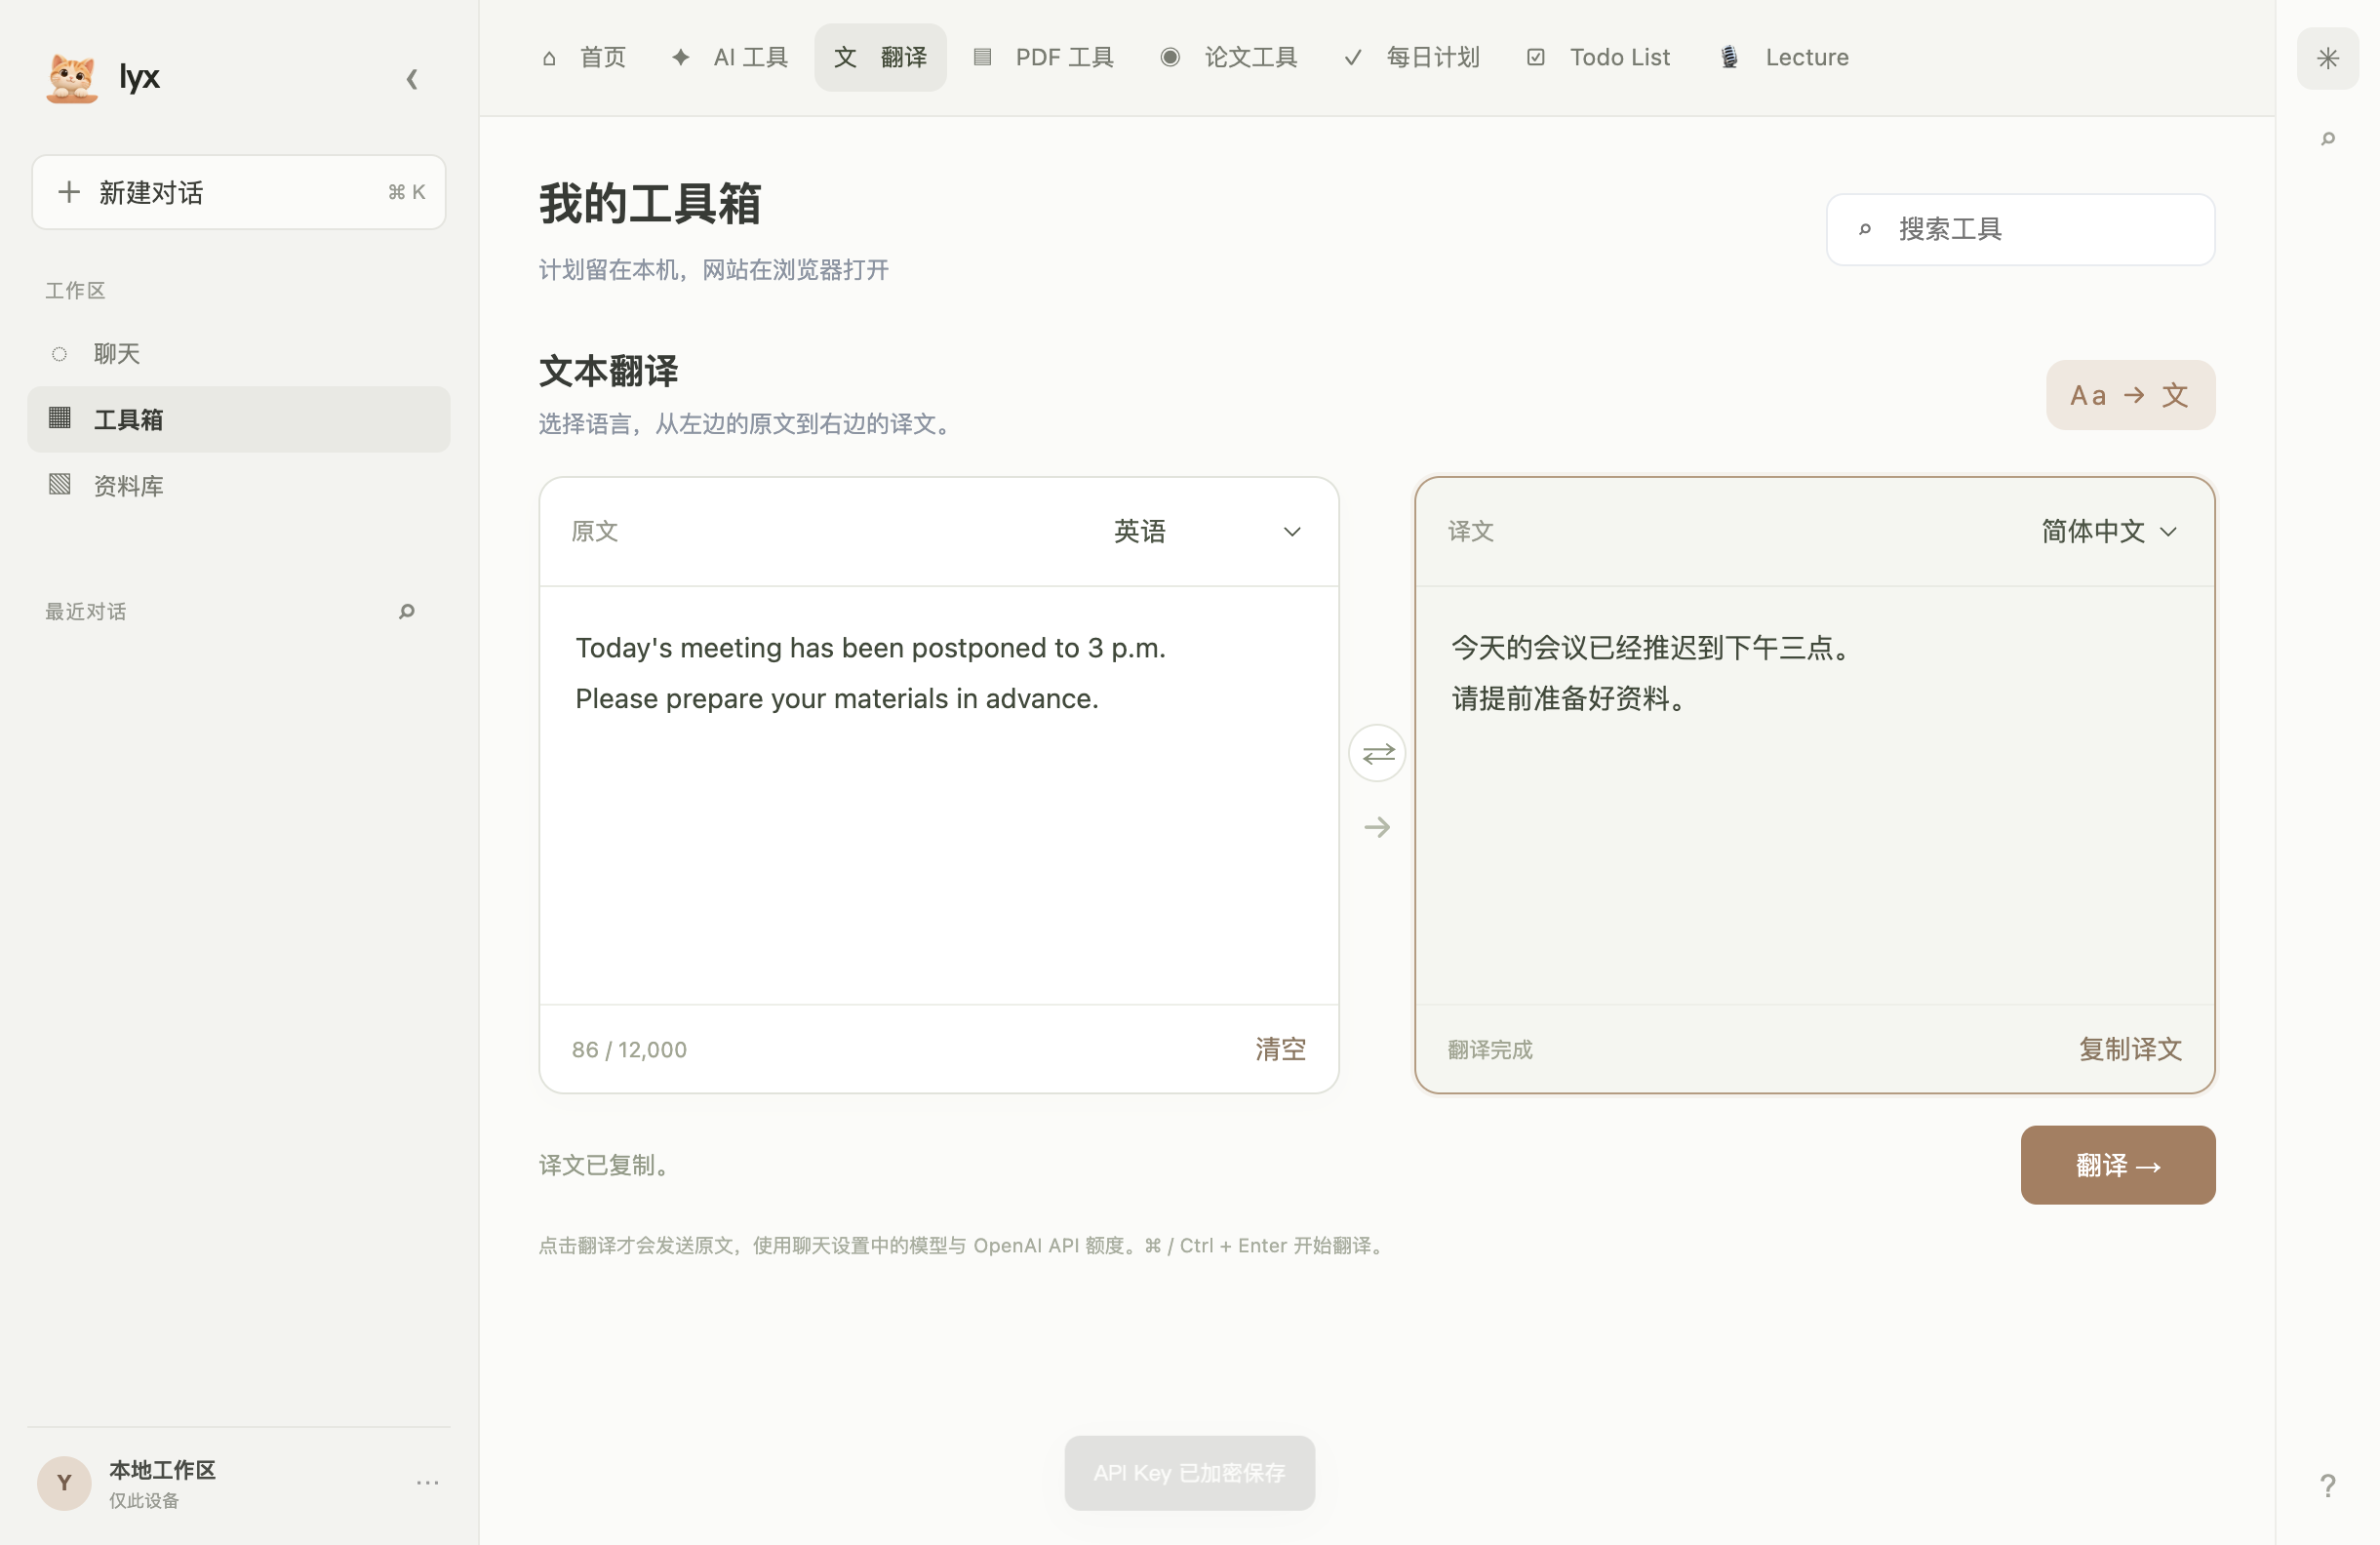 lyx
新建对话 ⌘ K
工作区
聊天
工具箱
资料库
最近对话
Y
本地工作区
仅此设备
首页 AI 工具 文 翻译 PDF 工具 论文工具 每日计划 Todo List Lecture
我的工具箱
计划留在本机，网站在浏览器打开
搜索工具
文本翻译
选择语言，从左边的原文到右边的译文。
Aa → 文
原文 英语
Today's meeting has been postponed to 3 p.m.
Please prepare your materials in advance.
86 / 12,000 清空
译文 简体中文
今天的会议已经推迟到下午三点。
请提前准备好资料。
翻译完成 复制译文
译文已复制。
翻译 →
点击翻译才会发送原文，使用聊天设置中的模型与 OpenAI API 额度。⌘ / Ctrl + Enter 开始翻译。
API Key 已加密保存
?